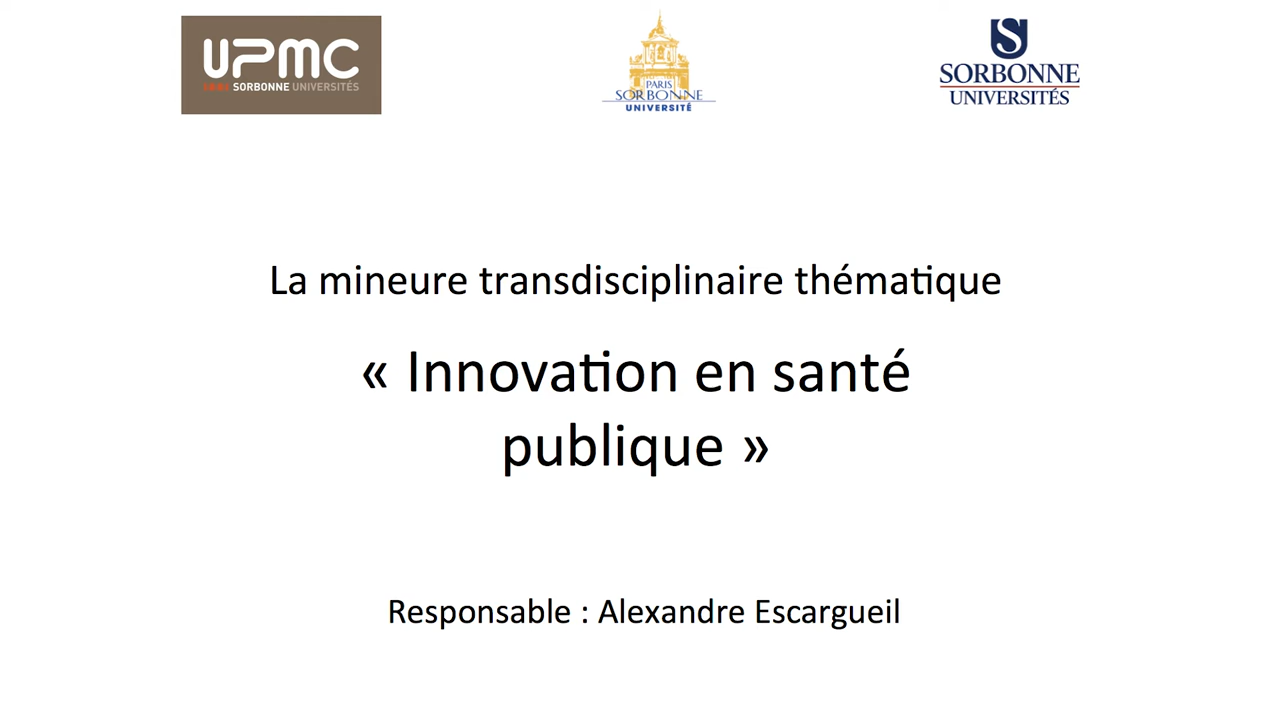 UPMC
SORBONNE UNIVERSITÉS
PARIS
SORBONNE
UNIVERSITÉ
S
SORBONNE
UNIVERSITÉS
La mineure transdisciplinaire thématique
« Innovation en santé
publique »
Responsable : Alexandre Escargueil